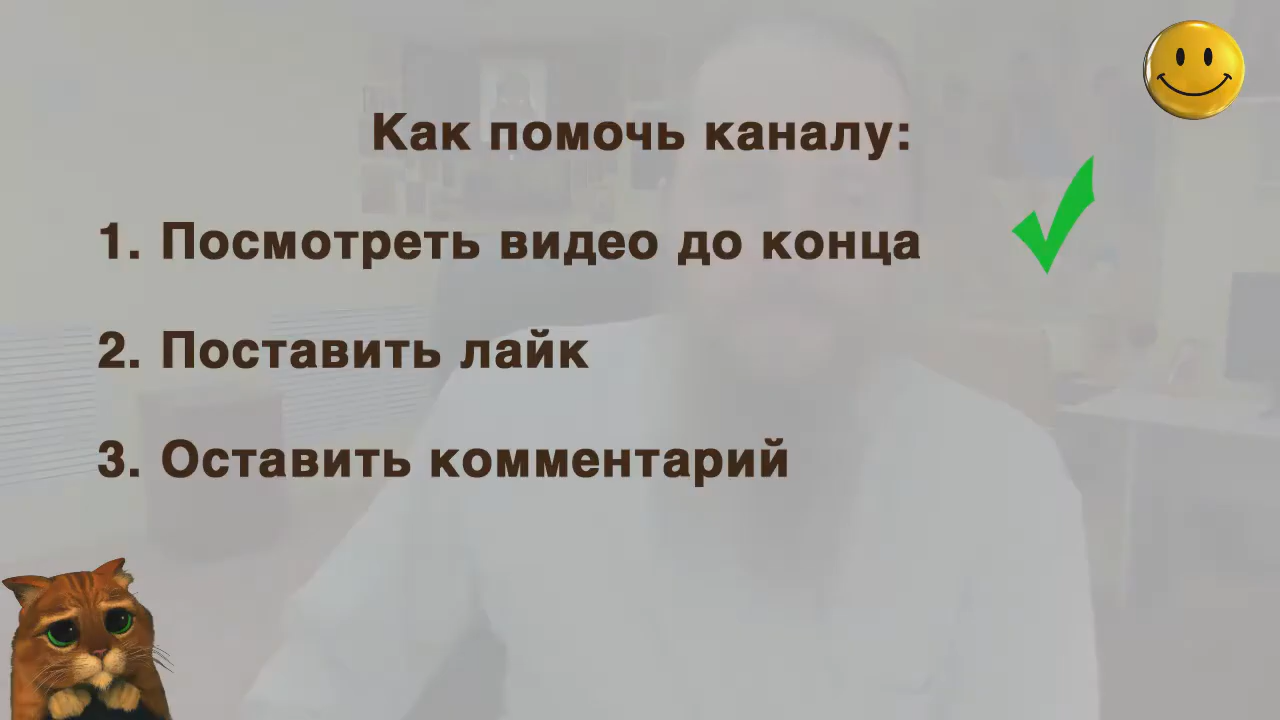 Как помочь каналу:
1. Посмотреть видео до конца
2. Поставить лайк
3. Оставить комментарий